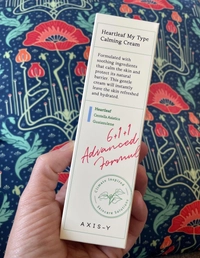 Heartleaf My Type
Calming Cream
Formulated with
soothing ingredients
that calm the skin and
protect its natural
barrier. This gentle
cream will instantly
leave the skin refreshed
and hydrated.
Heartleaf
Centella Asiatica
6+1+1
Advanced
Formula
AXIS-Y